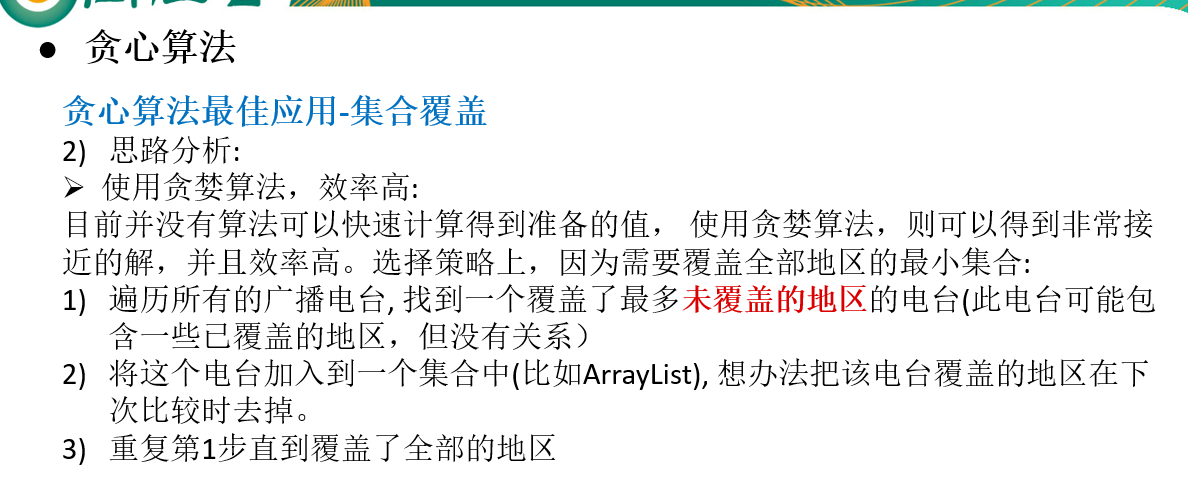 ● 贪心算法
贪心算法最佳应用-集合覆盖
2) 思路分析:
➢ 使用贪婪算法，效率高:
目前并没有算法可以快速计算得到准备的值， 使用贪婪算法，则可以得到非常接
近的解，并且效率高。选择策略上，因为需要覆盖全部地区的最小集合:
1) 遍历所有的广播电台, 找到一个覆盖了最多未覆盖的地区的电台(此电台可能包
含一些已覆盖的地区，但没有关系）
2) 将这个电台加入到一个集合中(比如ArrayList), 想办法把该电台覆盖的地区在下
次比较时去掉。
3) 重复第1步直到覆盖了全部的地区